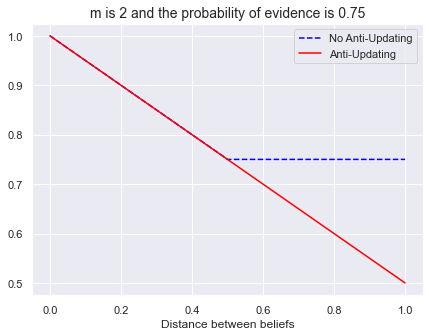 m is 2 and the probability of evidence is 0.75
No Anti-Updating
Anti-Updating
1.0
0.9
0.8
0.7
0.6
0.5
0.0 0.2 0.4 0.6 0.8 1.0
Distance between beliefs